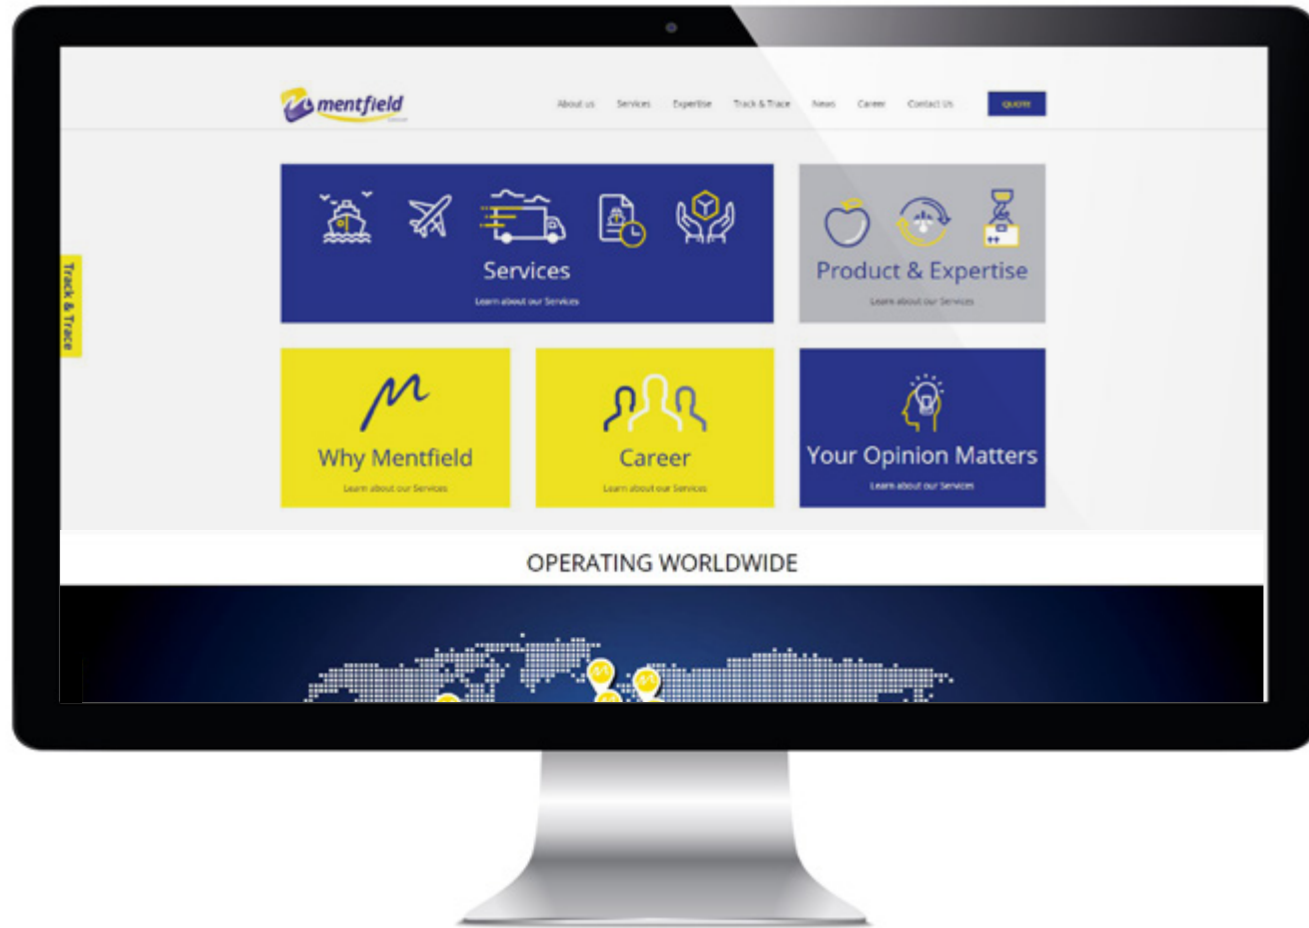 mentfield
About us Services Expertise Track & Trace News Career Contact Us QUOTE
Track & Trace
Services
Learn about our Services
Product & Expertise
Learn about our Services
Why Mentfield
Learn about our Services
Career
Learn about our Services
Your Opinion Matters
Learn about our Services
OPERATING WORLDWIDE